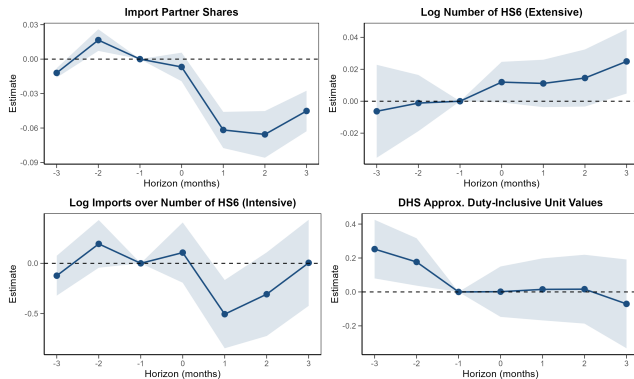 Import Partner Shares
0.03
0.00
-0.03
-0.06
-0.09
Estimate
-3 -2 -1 0 1 2 3
Horizon (months)
Log Number of HS6 (Extensive)
0.04
0.02
0.00
-0.02
Estimate
-3 -2 -1 0 1 2 3
Horizon (months)
Log Imports over Number of HS6 (Intensive)
0.0
-0.5
Estimate
-3 -2 -1 0 1 2 3
Horizon (months)
DHS Approx. Duty-Inclusive Unit Values
0.4
0.2
0.0
-0.2
Estimate
-3 -2 -1 0 1 2 3
Horizon (months)